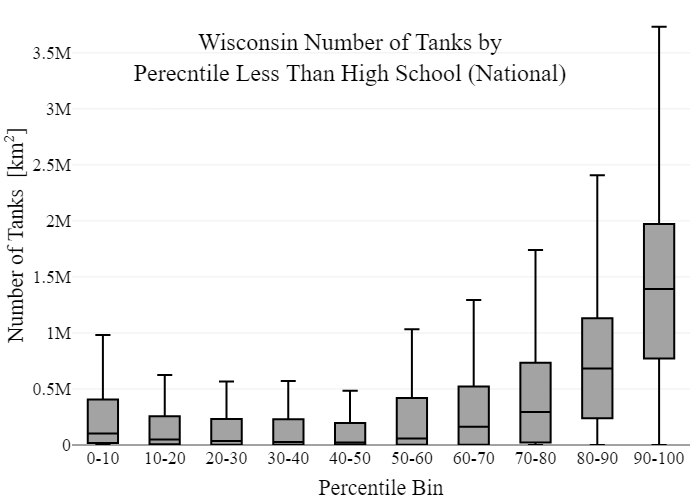 Wisconsin Number of Tanks by
Perecntile Less Than High School (National)
Number of Tanks [km²]
3.5M
3M
2.5M
2M
1.5M
1M
0.5M
0
0-10 10-20 20-30 30-40 40-50 50-60 60-70 70-80 80-90 90-100
Percentile Bin